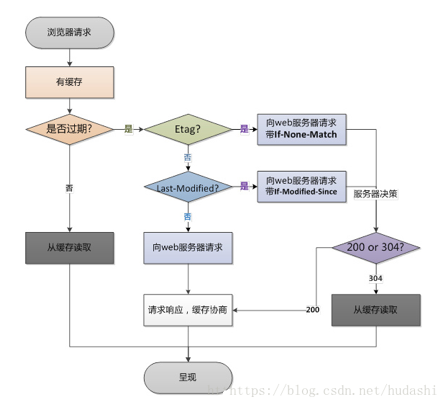 浏览器请求
有缓存
是否过期?
是
Etag?
是
向web服务器请求
带If-None-Match
否
否
Last-Modified?
是
向web服务器请求
带If-Modified-Since
服务器决策
否
从缓存读取
向web服务器请求
200 or 304?
304
请求响应，缓存协商
200
从缓存读取
呈现
https://blog.csdn.net/hudashi